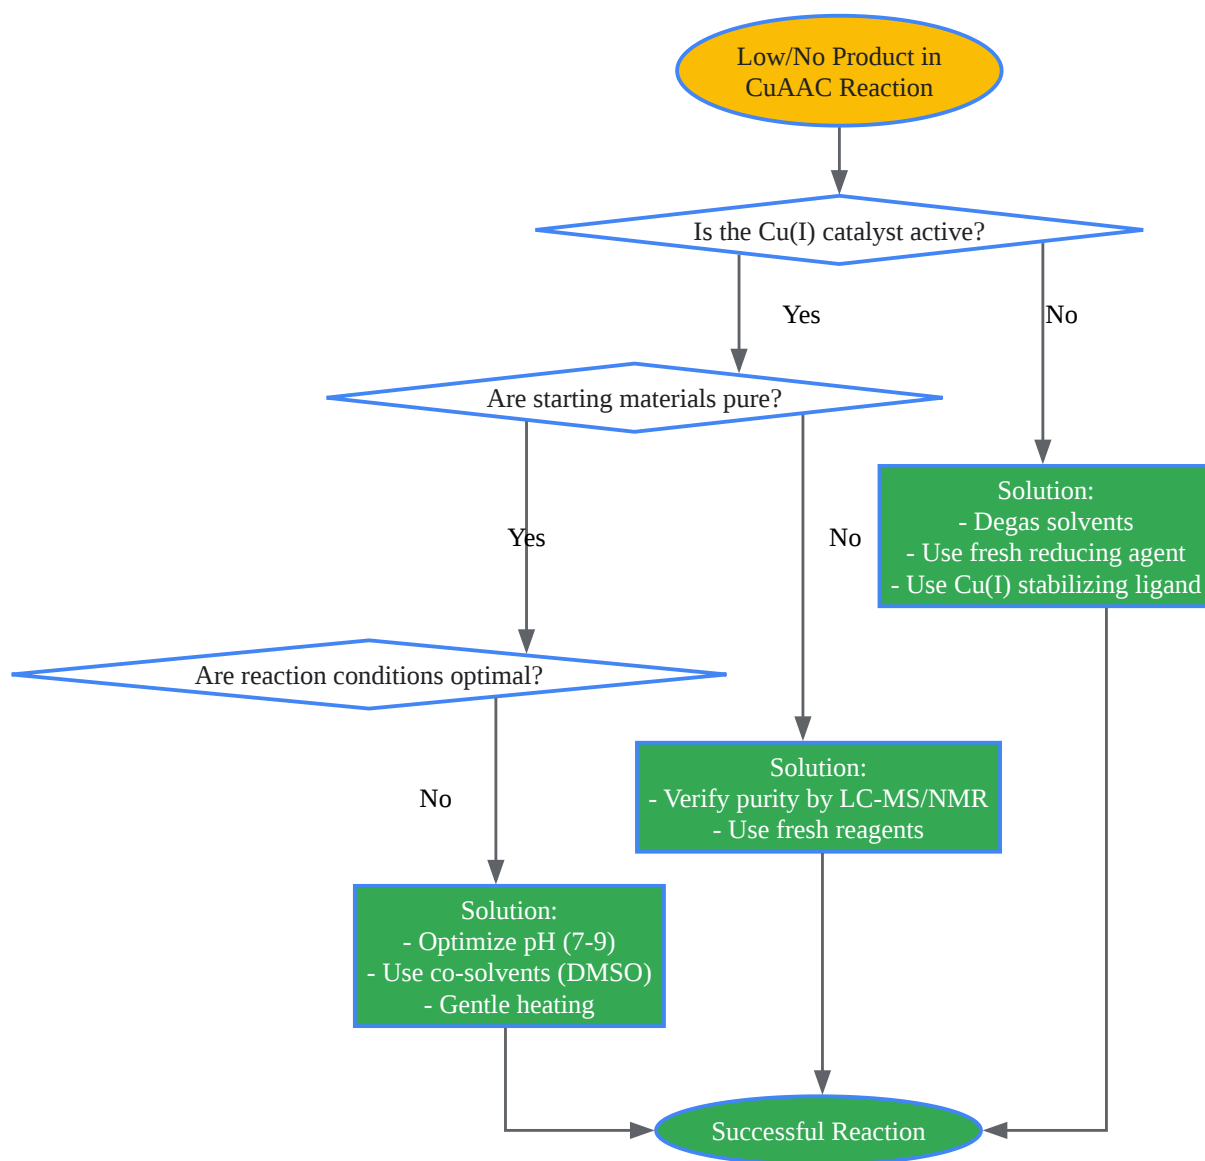 Low/No Product in
CuAAC Reaction
Is the Cu(I) catalyst active?
Yes
No
Are starting materials pure?
Solution:
- Degas solvents
- Use fresh reducing agent
- Use Cu(I) stabilizing ligand
Yes
No
Are reaction conditions optimal?
Solution:
- Verify purity by LC-MS/NMR
- Use fresh reagents
No
Solution:
- Optimize pH (7-9)
- Use co-solvents (DMSO)
- Gentle heating
Successful Reaction